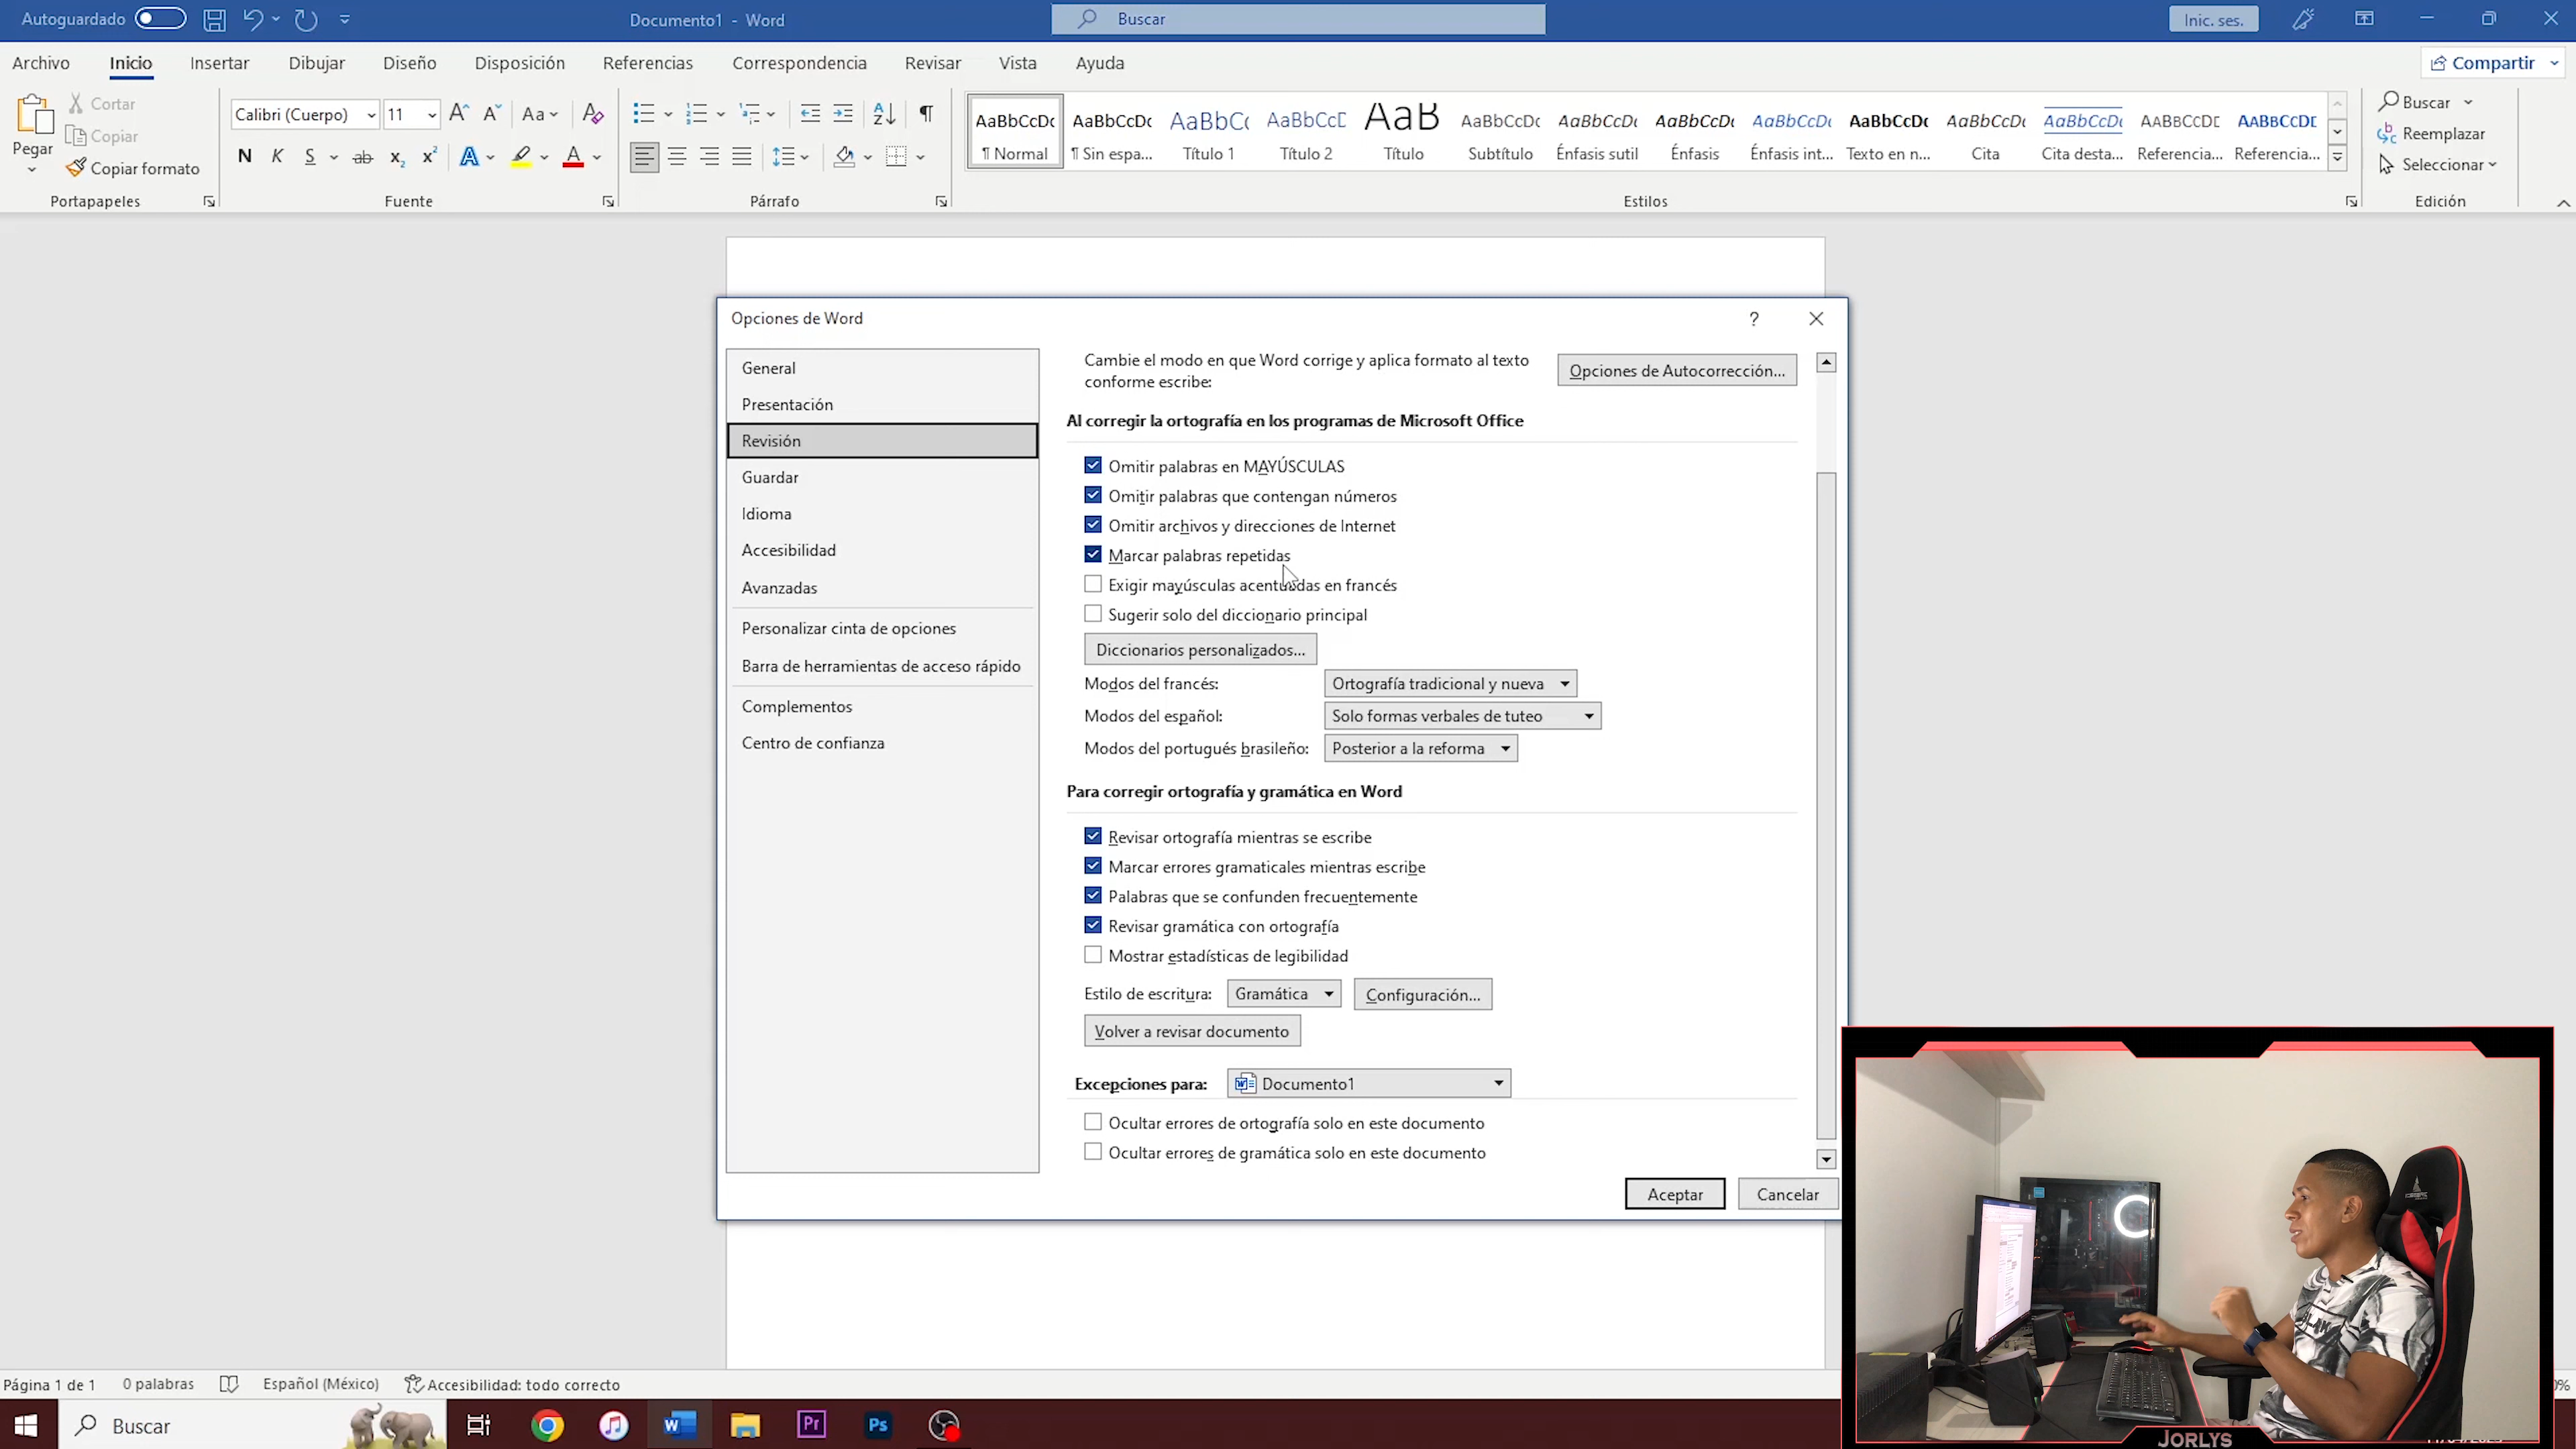 Autoguardado
Documento1 - Word
Buscar
Inic. ses.
Archivo
Inicio
Insertar
Dibujar
Diseño
Disposición
Referencias
Correspondencia
Revisar
Vista
Ayuda
Compartir
Pegar
Cortar
Copiar
Copiar formato
Portapapeles
Calibri (Cuerpo)
11
Aa
N K S ab x₂ x² A A
Fuente
Párrafo
AaBbCcDc
¶ Normal
AaBbCcDc
¶ Sin espa...
AaBbC(
Título 1
AaBbCcE
Título 2
AaB
Título
AaBbCcDc
Subtítulo
AaBbCcDc
Énfasis sutil
AaBbCcDc
Énfasis
AaBbCcDc
Énfasis int...
AaBbCcDc
Texto en n...
AaBbCcDc
Cita
AaBbCcDc
Cita desta...
AABBCCDE
Referencia...
AABBCCDE
Referencia...
Estilos
Buscar
Reemplazar
Seleccionar
Edición
Opciones de Word
?
General
Presentación
Revisión
Guardar
Idioma
Accesibilidad
Avanzadas
Personalizar cinta de opciones
Barra de herramientas de acceso rápido
Complementos
Centro de confianza
Cambie el modo en que Word corrige y aplica formato al texto
conforme escribe:
Opciones de Autocorrección...
Al corregir la ortografía en los programas de Microsoft Office
Omitir palabras en MAYÚSCULAS
Omitir palabras que contengan números
Omitir archivos y direcciones de Internet
Marcar palabras repetidas
Exigir mayúsculas acentuadas en francés
Sugerir solo del diccionario principal
Diccionarios personalizados...
Modos del francés: Ortografía tradicional y nueva
Modos del español: Solo formas verbales de tuteo
Modos del portugués brasileño: Posterior a la reforma
Para corregir ortografía y gramática en Word
Revisar ortografía mientras se escribe
Marcar errores gramaticales mientras escribe
Palabras que se confunden frecuentemente
Revisar gramática con ortografía
Mostrar estadísticas de legibilidad
Estilo de escritura: Gramática Configuración...
Volver a revisar documento
Excepciones para: Documento1
Ocultar errores de ortografía solo en este documento
Ocultar errores de gramática solo en este documento
Aceptar
Cancelar
Página 1 de 1
0 palabras
Español (México)
Accesibilidad: todo correcto
Buscar
Pr
Ps
JORLYS